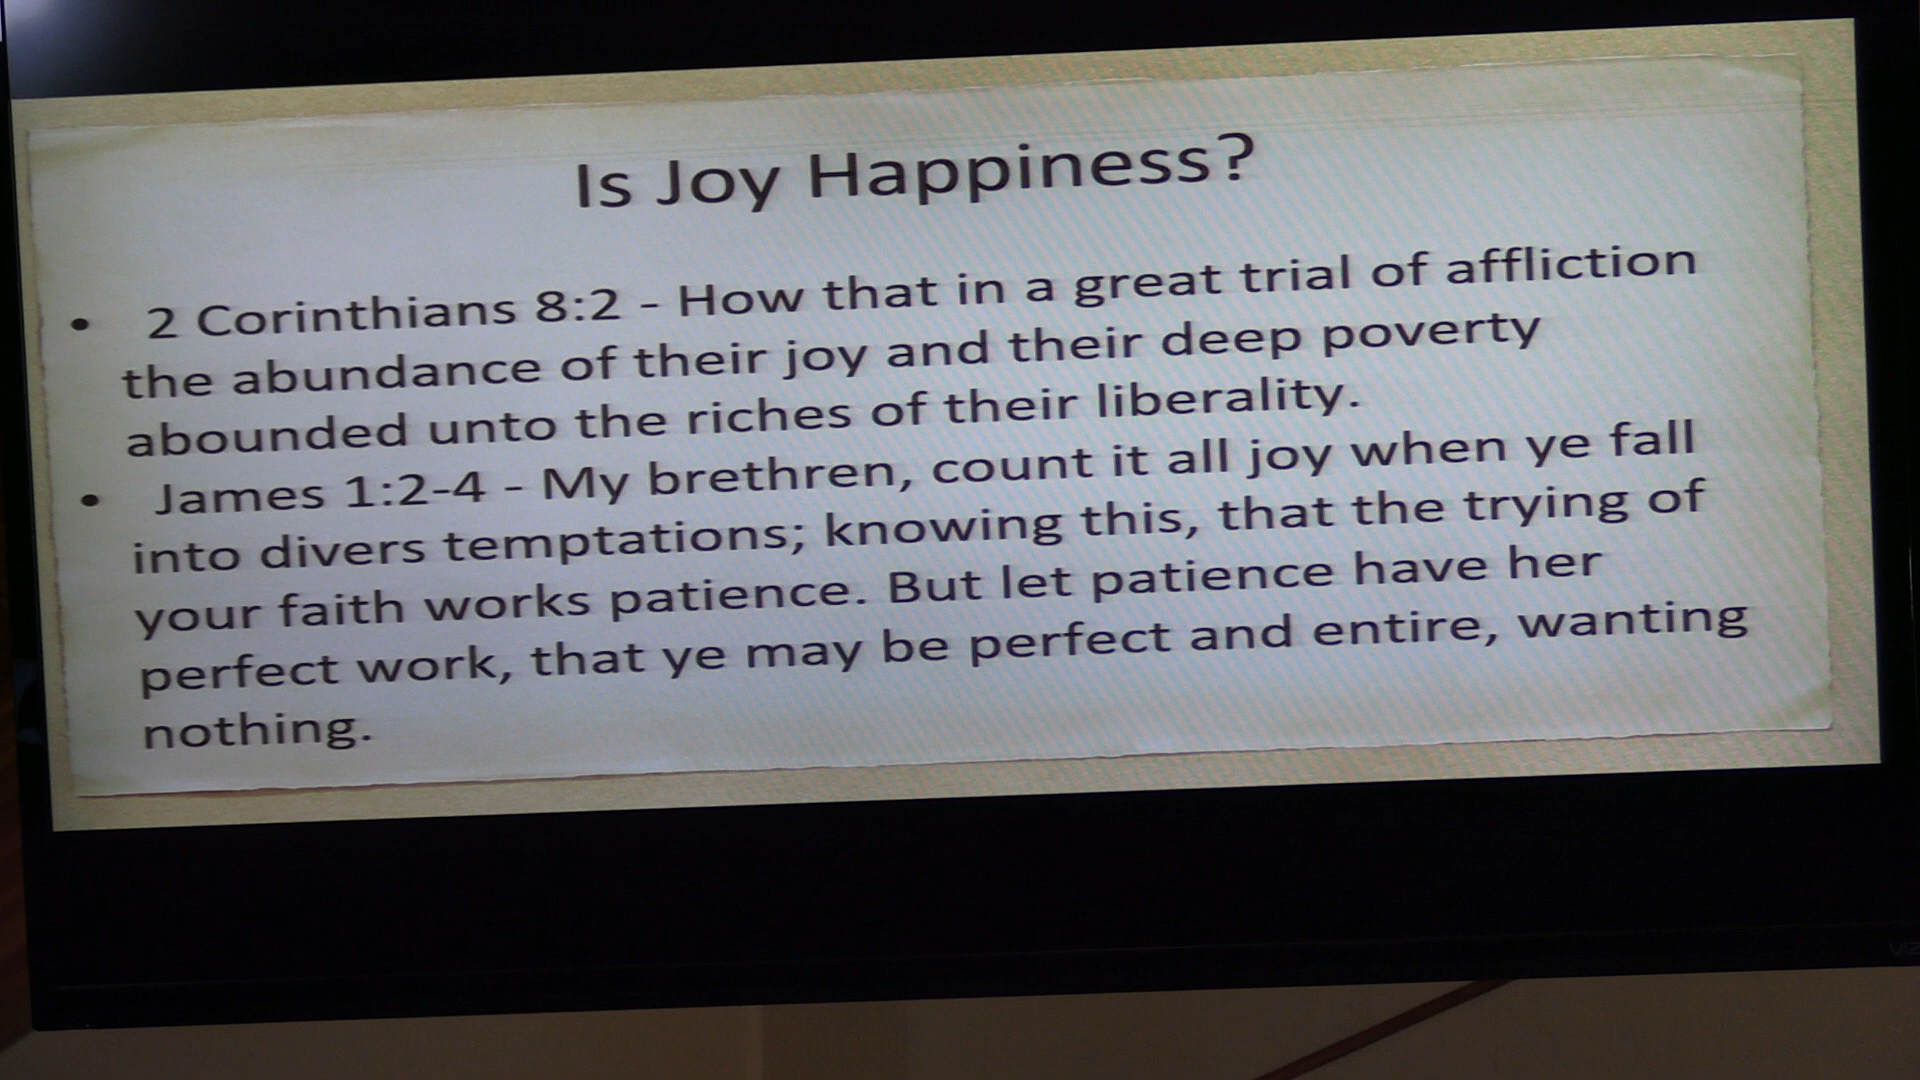 Is Joy Happiness?
• 2 Corinthians 8:2 - How that in a great trial of affliction
the abundance of their joy and their deep poverty
abounded unto the riches of their liberality.
• James 1:2-4 - My brethren, count it all joy when ye fall
into divers temptations; knowing this, that the trying of
your faith works patience. But let patience have her
perfect work, that ye may be perfect and entire, wanting
nothing.